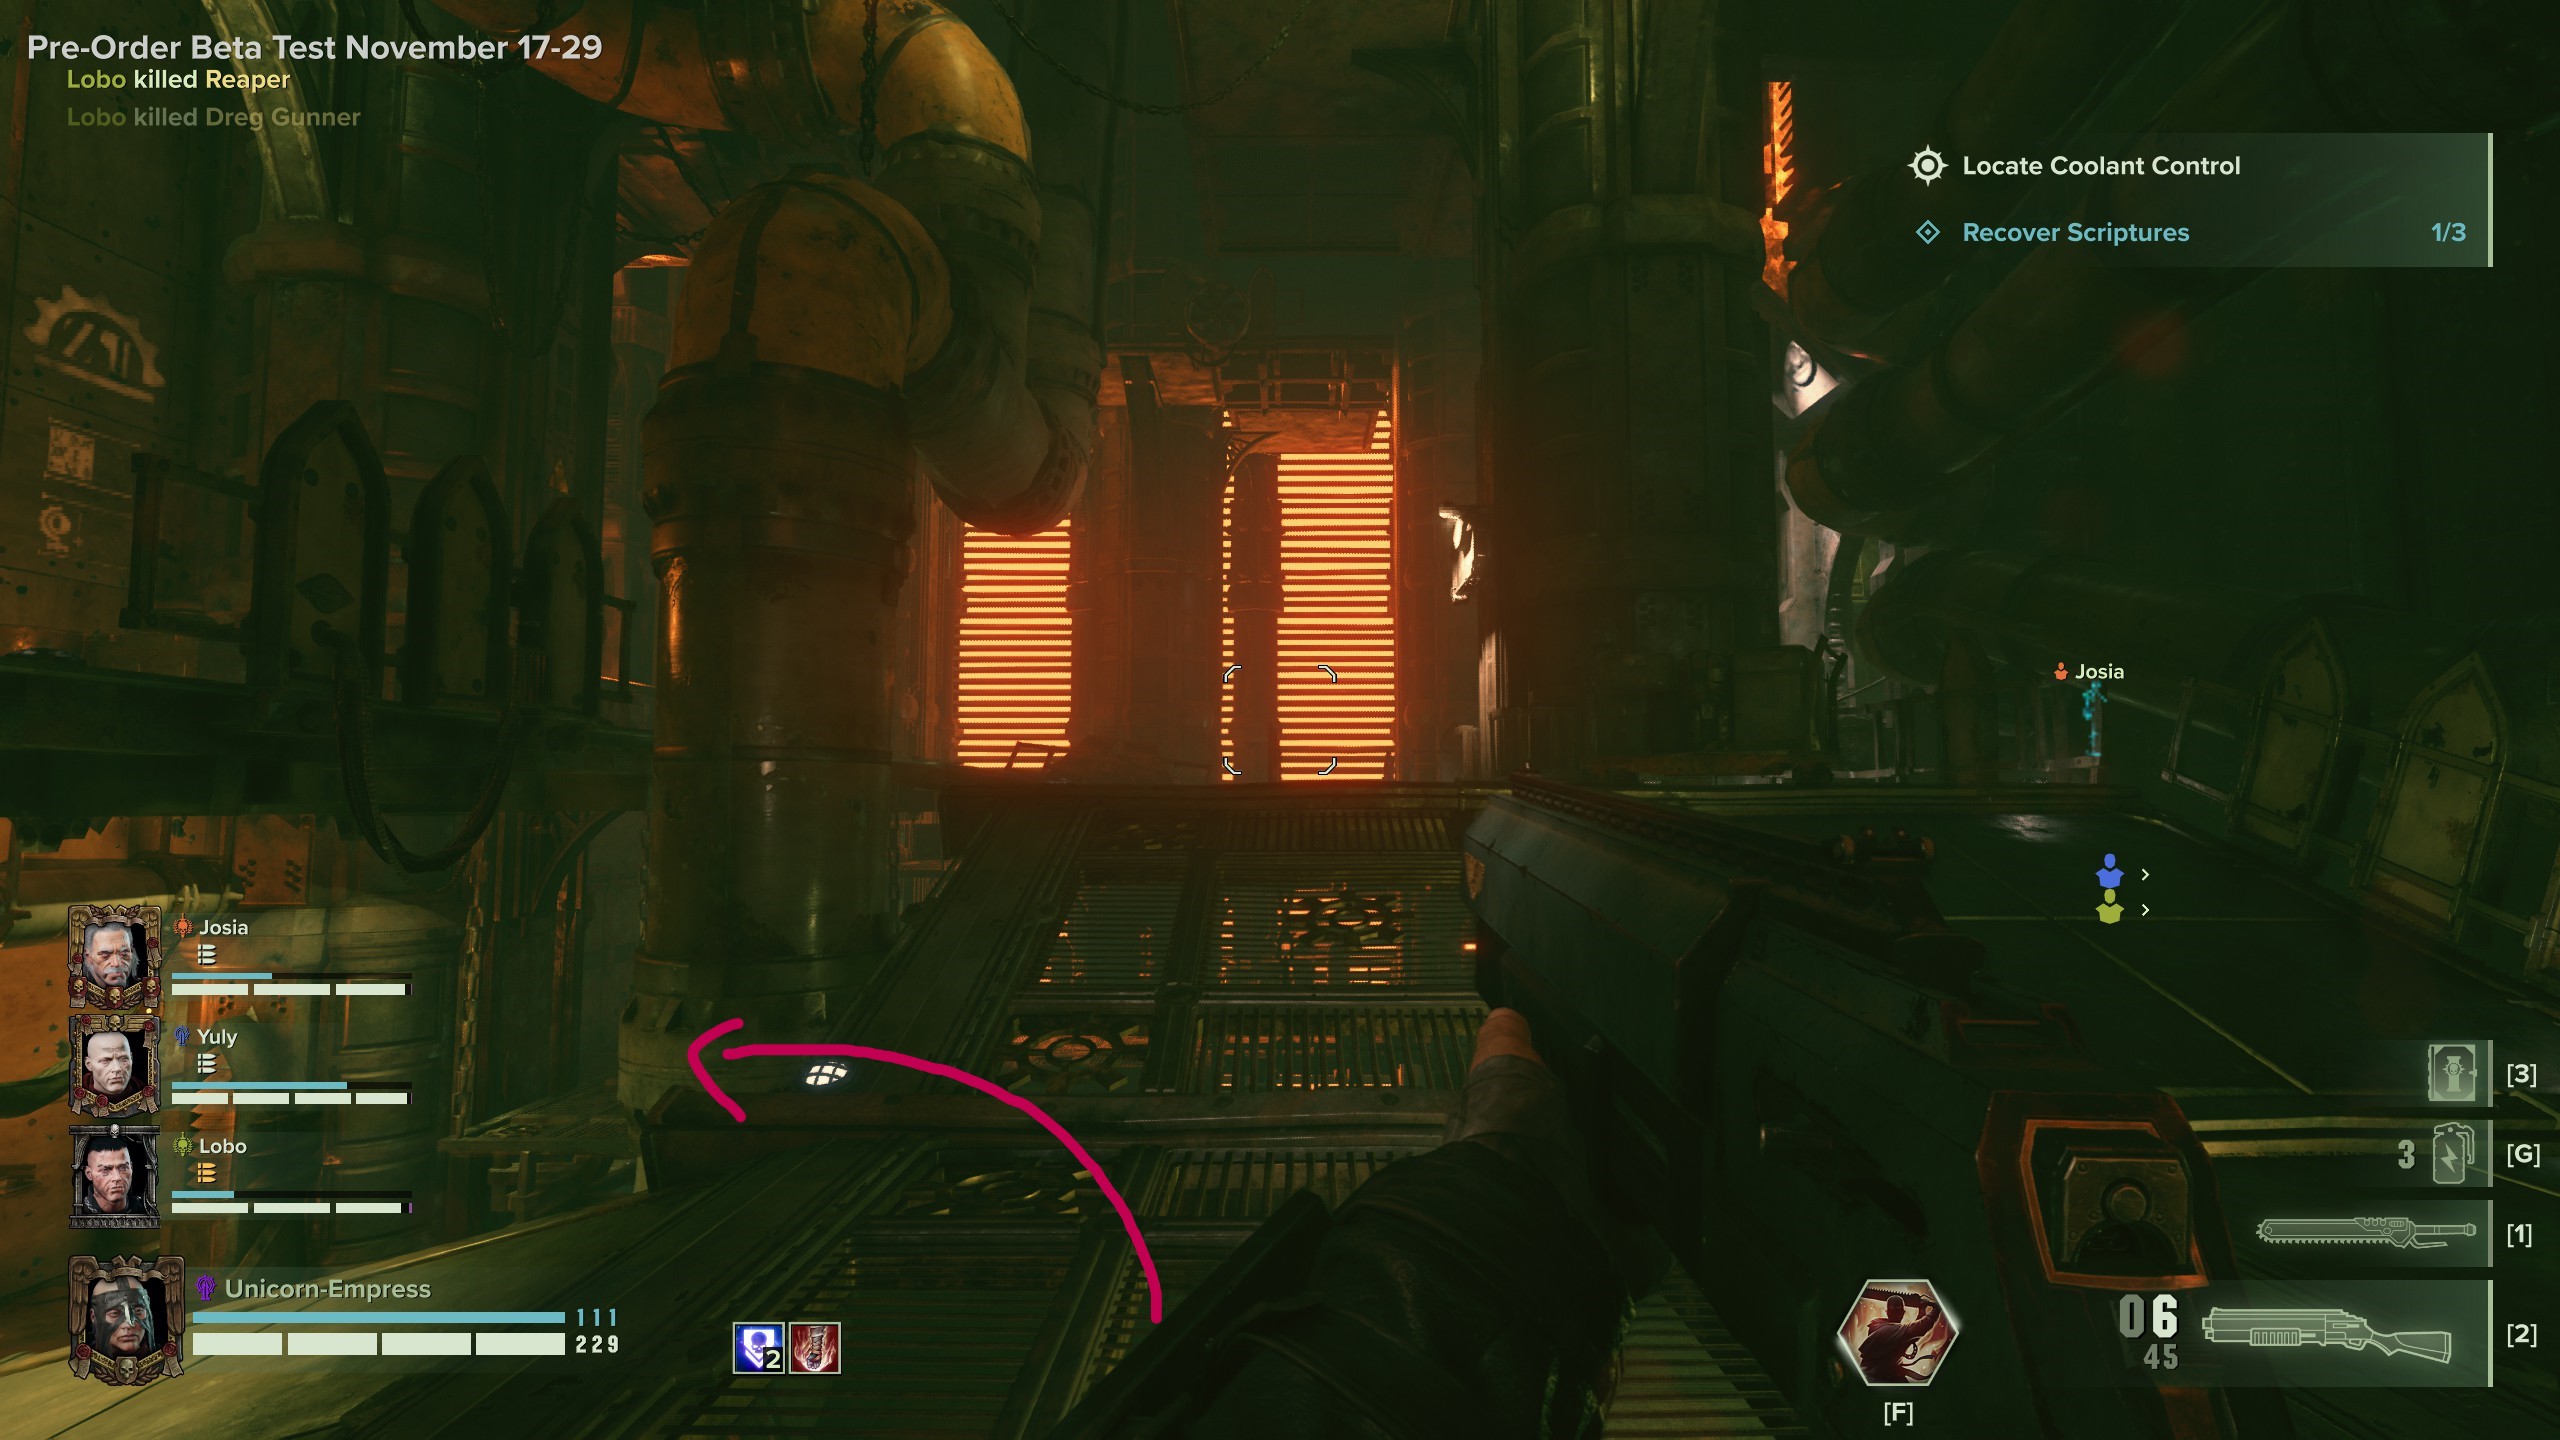 Pre-Order Beta Test November 17-29
Lobo killed Reaper
Lobo killed Dreg Gunner
Locate Coolant Control
Recover Scriptures 1/3
Josia
Josia
Yuly
Lobo
Unicorn-Empress
111
229
2
[3]
3 [G]
[1]
06
45
[2]
[F]